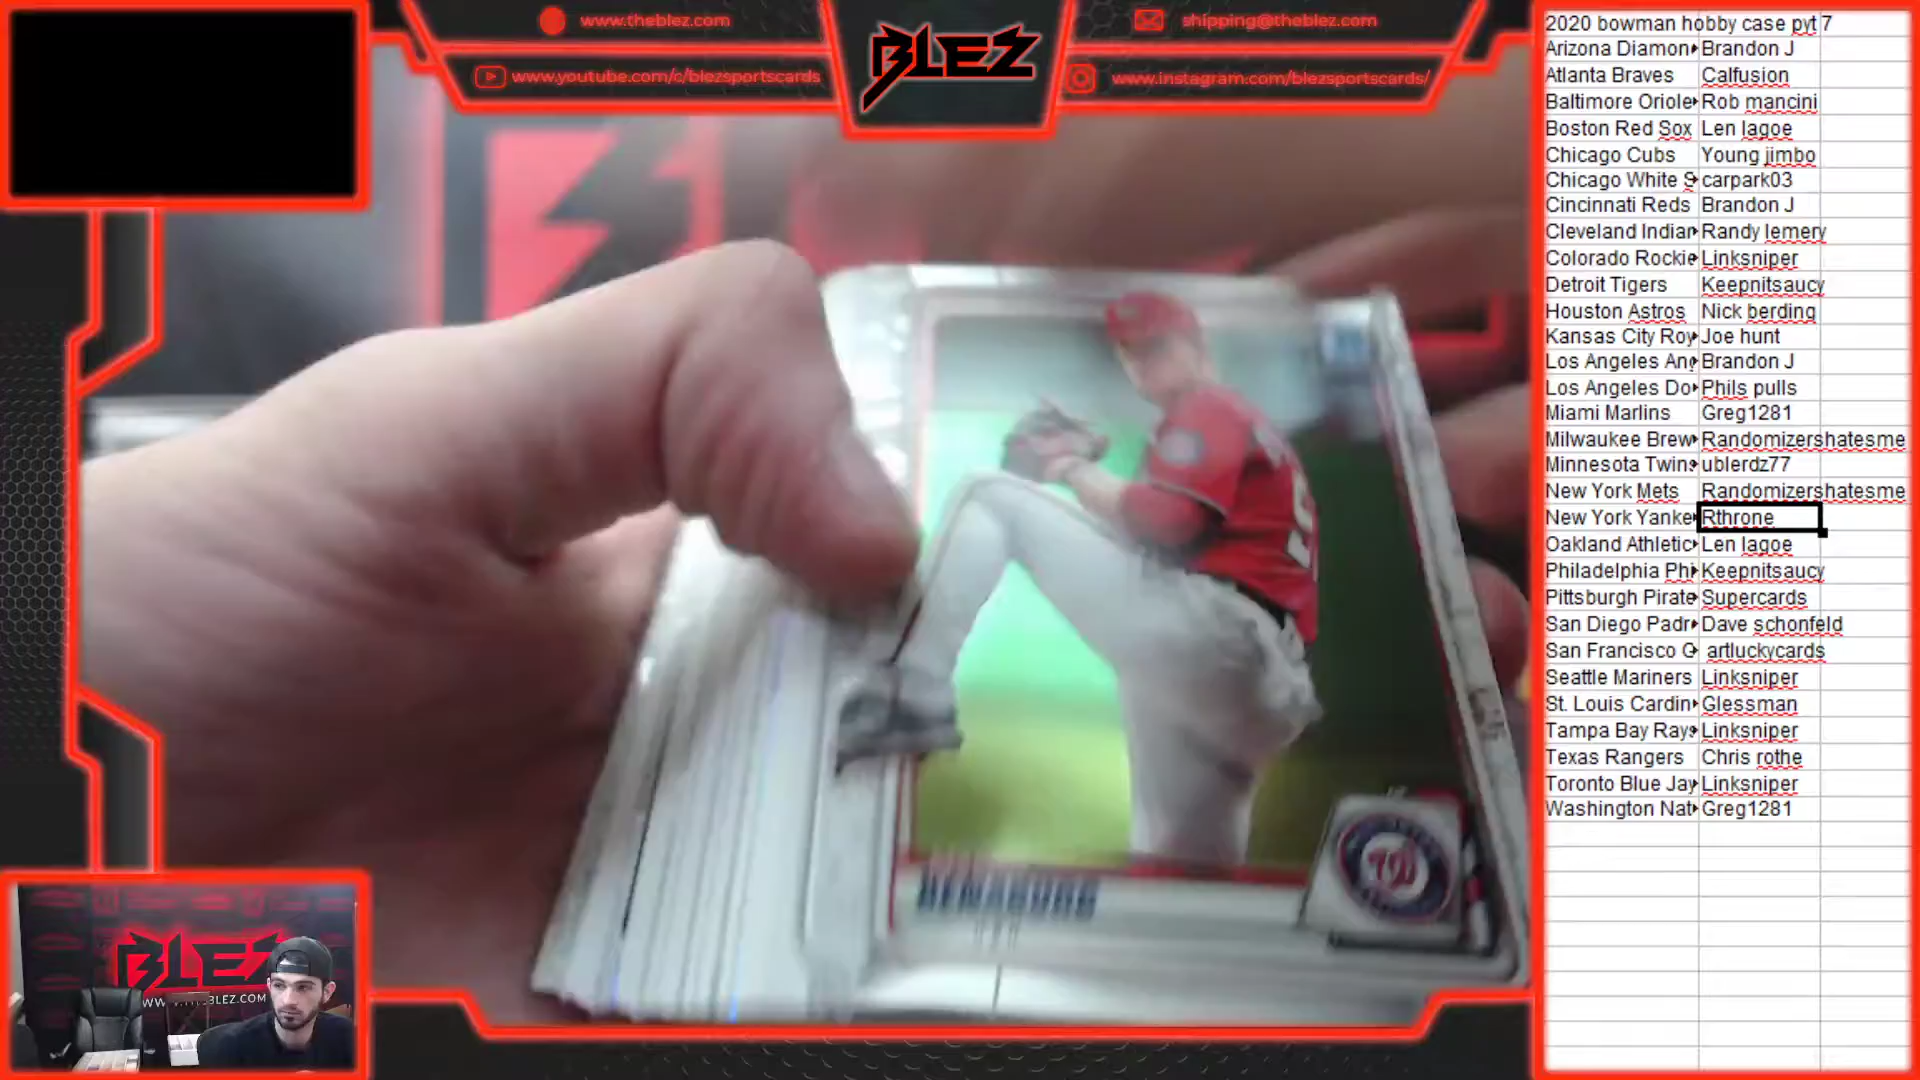 www.theblez.com
www.youtube.com/c/blezsportscards
BLEZ
shipping@theblez.com
www.instagram.com/blezsportscards/
2020 bowman hobby case pyt 7
Arizona Diamon Brandon J
Atlanta Braves Calfusion
Baltimore Oriole Rob mancini
Boston Red Sox Len lagoe
Chicago Cubs Young jimbo
Chicago White S carpark03
Cincinnati Reds Brandon J
Cleveland Indian Randy lemery
Colorado Rockie Linksniper
Detroit Tigers Keepnitsaucy
Houston Astros Nick berding
Kansas City Roy Joe hunt
Los Angeles Ang Brandon J
Los Angeles Do Phils pulls
Miami Marlins Greg1281
Milwaukee Brew Randomizershatesme
Minnesota Twins ublerdz77
New York Mets Randomizershatesme
New York Yanke Rthrone
Oakland Athletic Len lagoe
Philadelphia Phi Keepnitsaucy
Pittsburgh Pirate Supercards
San Diego Padr Dave schonfeld
San Francisco G artluckycards
Seattle Mariners Linksniper
St. Louis Cardin Glessman
Tampa Bay Rays Linksniper
Texas Rangers Chris rothe
Toronto Blue Jay Linksniper
Washington Nat Greg1281
BLEZ